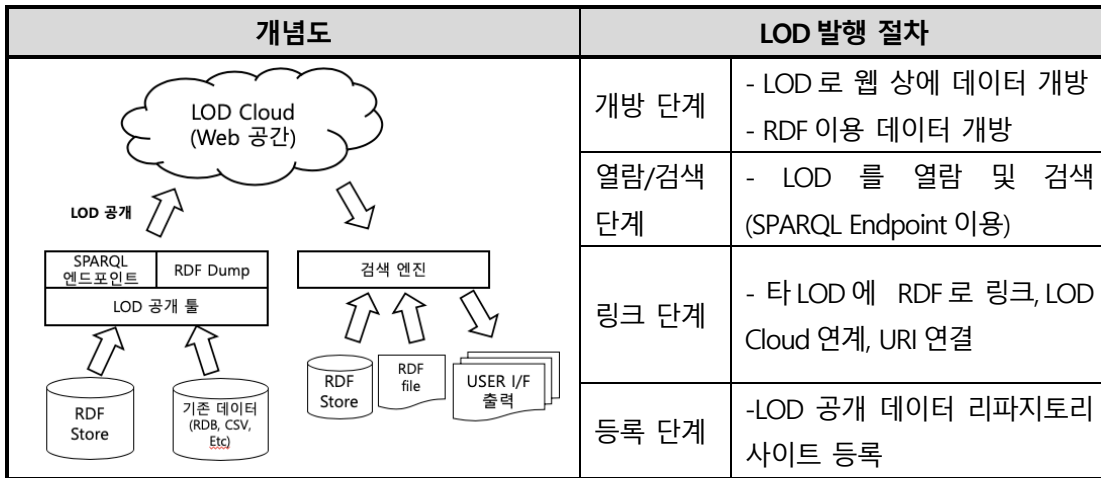 개념도
LOD 발행 절차
LOD Cloud
(Web 공간)
LOD 공개
SPARQL
엔드포인트
RDF Dump
LOD 공개 툴
RDF
Store
기존 데이터
(RDB, CSV,
Etc)
검색 엔진
RDF
Store
RDF
file
USER I/F
출력
개방 단계
- LOD 로 웹 상에 데이터 개방
- RDF 이용 데이터 개방
열람/검색
단계
- LOD 를 열람 및 검색
(SPARQL Endpoint 이용)
링크 단계
- 타 LOD 에 RDF 로 링크, LOD
Cloud 연계, URI 연결
등록 단계
-LOD 공개 데이터 리파지토리
사이트 등록